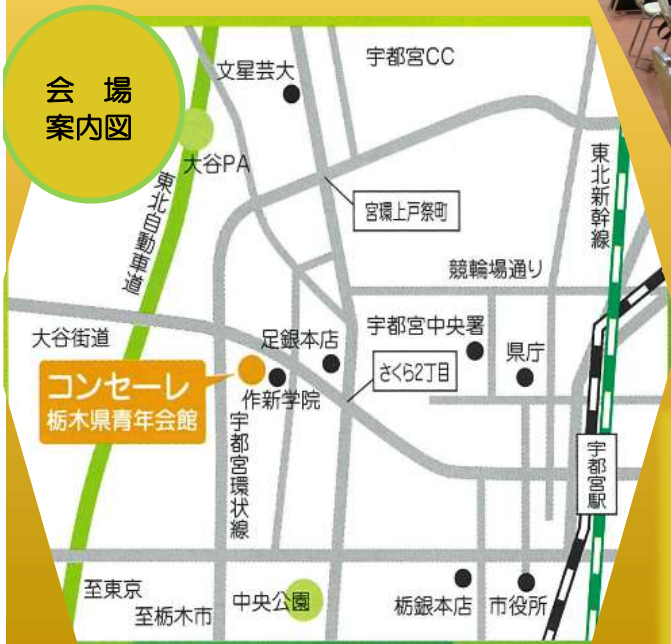 会場
案内図
文星芸大
宇都宮CC
大谷PA
東北自動車道
宮環上戸祭町
東北新幹線
競輪場通り
大谷街道
足銀本店
宇都宮中央署
県庁
さくら2丁目
コンセーレ
栃木県青年会館
作新学院
宇都宮環状線
宇都宮駅
至東京
至栃木市
中央公園
栃銀本店
市役所